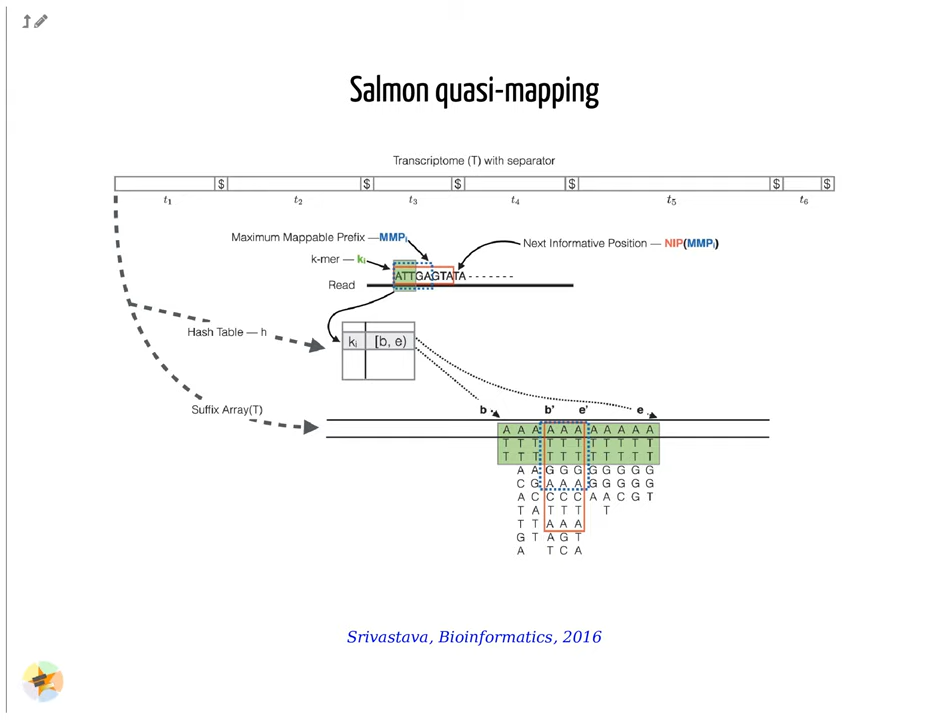 Salmon quasi-mapping
Transcriptome (T) with separator
$ $ $ $ $ $
t1 t2 t3 t4 t5 t6
Maximum Mappable Prefix — MMPi
Next Informative Position — NIP(MMPi)
k-mer — ki
ATTGAGTATA
Read
Hash Table — h
ki [b, e)
Suffix Array(T)
b b' e' e
A A A A A A A A A A A
T T T T T T T T T T T
T T T T T T T T T T T
A A G G G G G G G G
C G A A A G G G G G
A C C C C A A C G T
T A T T T T
T T A A A
G T A G T
A T C A
Srivastava, Bioinformatics, 2016